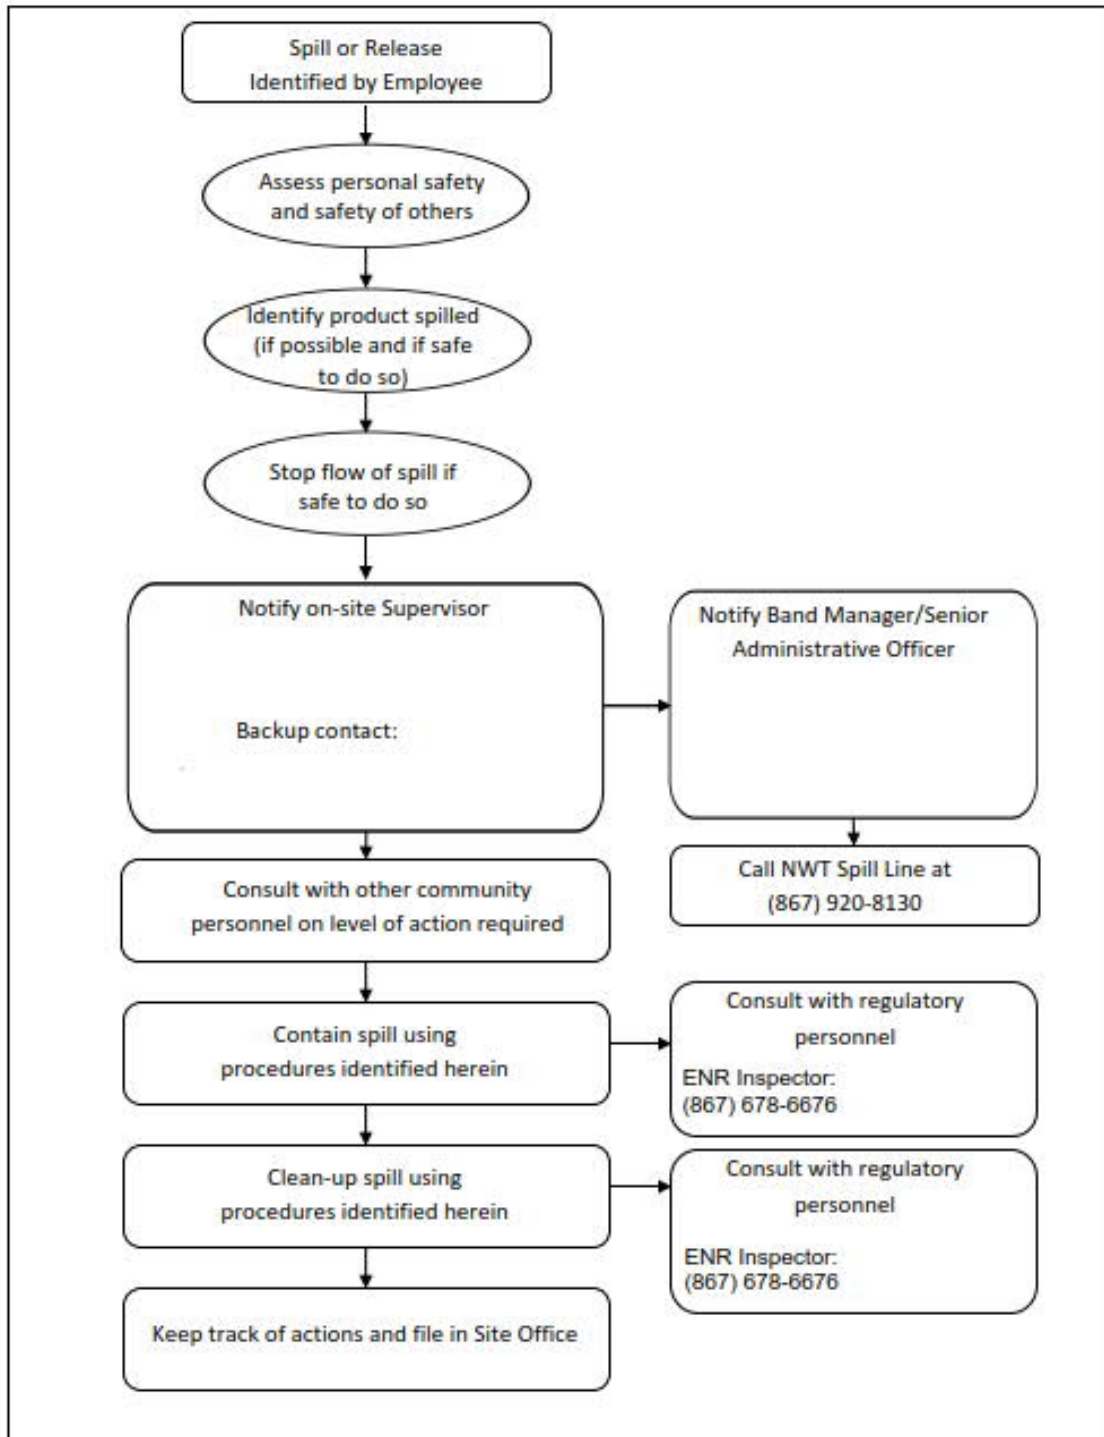 Spill or Release
Identified by Employee
Assess personal safety
and safety of others
Identify product spilled
(if possible and if safe
to do so)
Stop flow of spill if
safe to do so
Notify on-site Supervisor
Backup contact:
Notify Band Manager/Senior
Administrative Officer
Call NWT Spill Line at
(867) 920-8130
Consult with other community
personnel on level of action required
Contain spill using
procedures identified herein
Consult with regulatory
personnel
ENR Inspector:
(867) 678-6676
Clean-up spill using
procedures identified herein
Consult with regulatory
personnel
ENR Inspector:
(867) 678-6676
Keep track of actions and file in Site Office